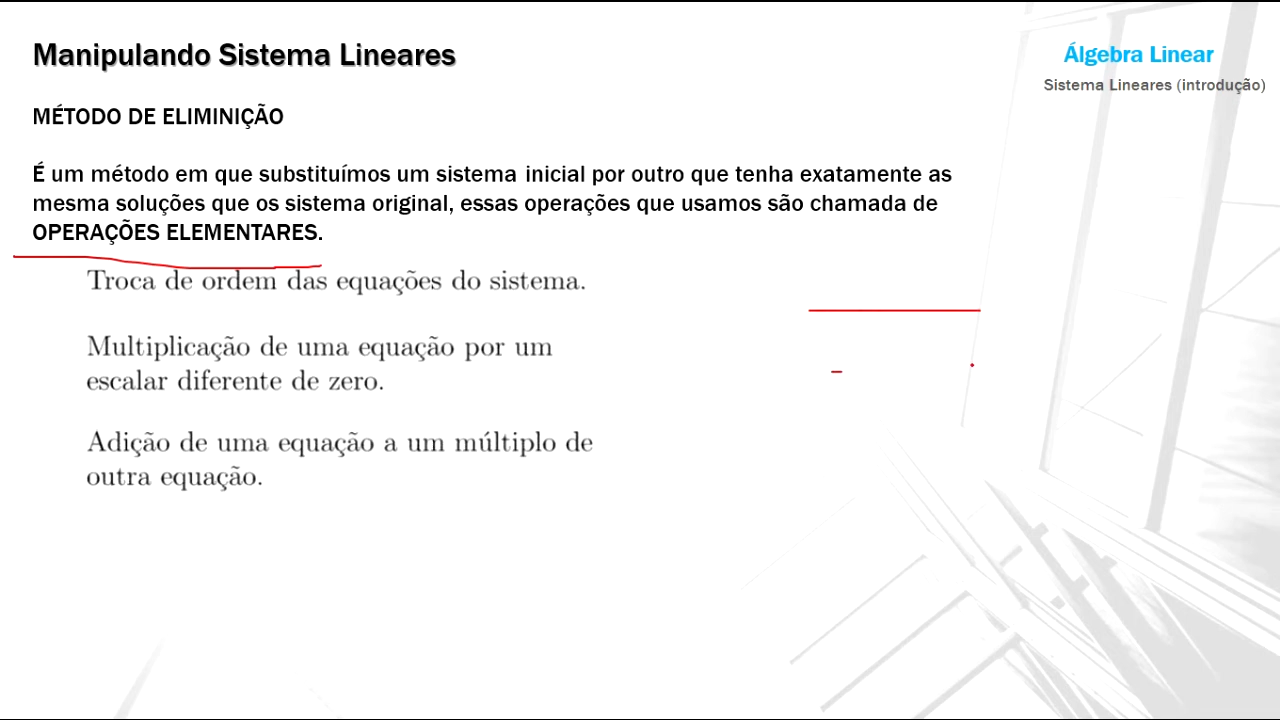 Manipulando Sistema Lineares
Álgebra Linear
Sistema Lineares (introdução)
MÉTODO DE ELIMINIÇÃO
É um método em que substituímos um sistema inicial por outro que tenha exatamente as
mesma soluções que os sistema original, essas operações que usamos são chamada de
OPERAÇÕES ELEMENTARES.
Troca de ordem das equações do sistema.
Multiplicação de uma equação por um
escalar diferente de zero.
Adição de uma equação a um múltiplo de
outra equação.